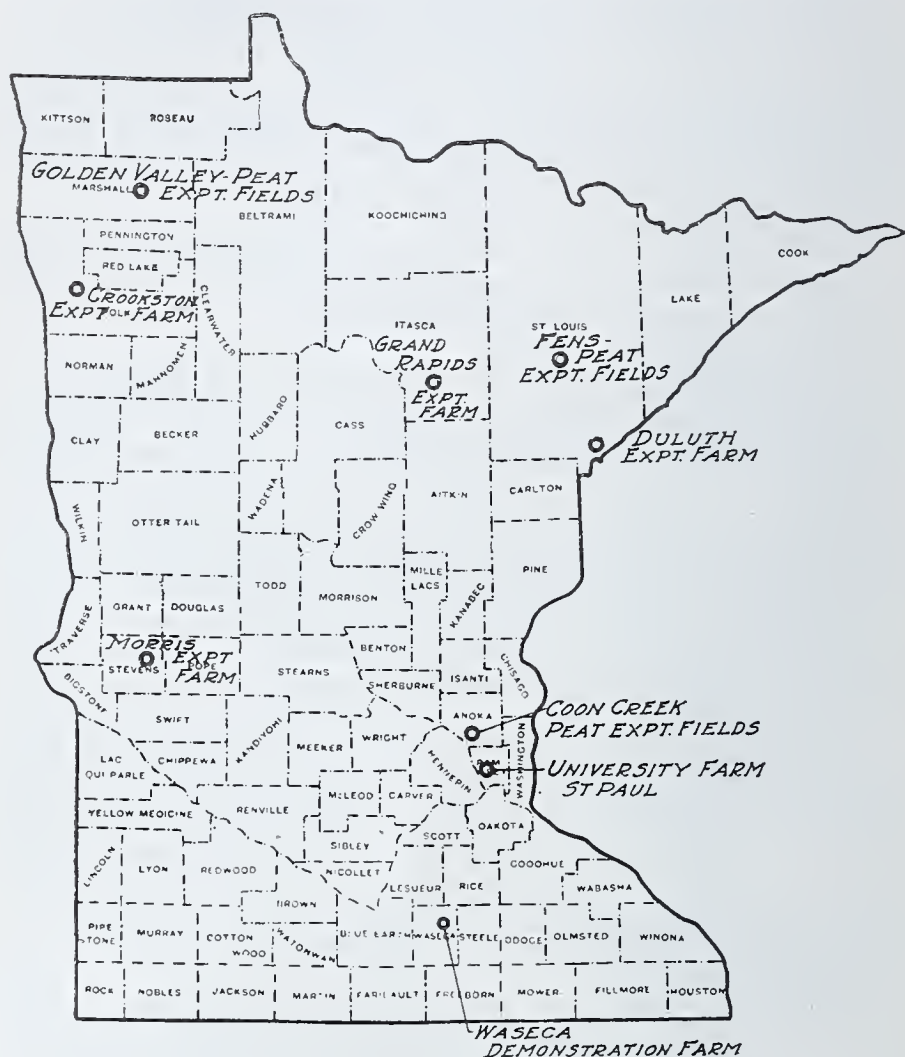 KITTSON
ROSEAU
GOLDEN VALLEY-PEAT
MARSHALL
EXPT. FIELDS
BELTRAMI
KOOCHICHING
PENNINGTON
RED LAKE
COOK
LAKE
CROOKSTON
EXPT. FARM
POLK
CLEARWATER
ITASCA
ST LOUIS
GRAND
RAPIDS
EXPT.
FARM
FENS-
PEAT
EXPT. FIELDS
NORMAN
MAHNOMEN
HUBBARD
CASS
CLAY
BECKER
DULUTH
EXPT. FARM
WADENA
CROW WING
AITKIN
CARLTON
WILKIN
OTTER TAIL
PINE
TODD
MORRISON
MILLE
LACS
KANABEC
GRANT
DOUGLAS
TRAVERSE
BENTON
MORRIS
EXPT
FARM
STEVENS
POPE
STEARNS
SHERBURNE
ISANTI
CHISAGO
BIGSTONE
ANOKA
COON CREEK
PEAT EXPT. FIELDS
SWIFT
KANDIYOHI
MEEKER
WRIGHT
HENNEPIN
WASHINGTON
UNIVERSITY FARM
ST PAUL
LAC
QUI PARLE
CHIPPEWA
McLEOD
CARVER
RENVILLE
YELLOW MEDICINE
SCOTT
DAKOTA
SIBLEY
LINCOLN
LYON
REDWOOD
NICOLLET
LESUEUR
RICE
GOODHUE
WABASHA
BROWN
PIPE
STONE
MURRAY
COTTON
WOOD
WATONWAN
BLUE EARTH
WASECA
STEELE
DODGE
OLMSTED
WINONA
ROCK
NOBLES
JACKSON
MARTIN
FARIBAULT
FREEBORN
MOWER
FILLMORE
HOUSTON
WASECA
DEMONSTRATION FARM